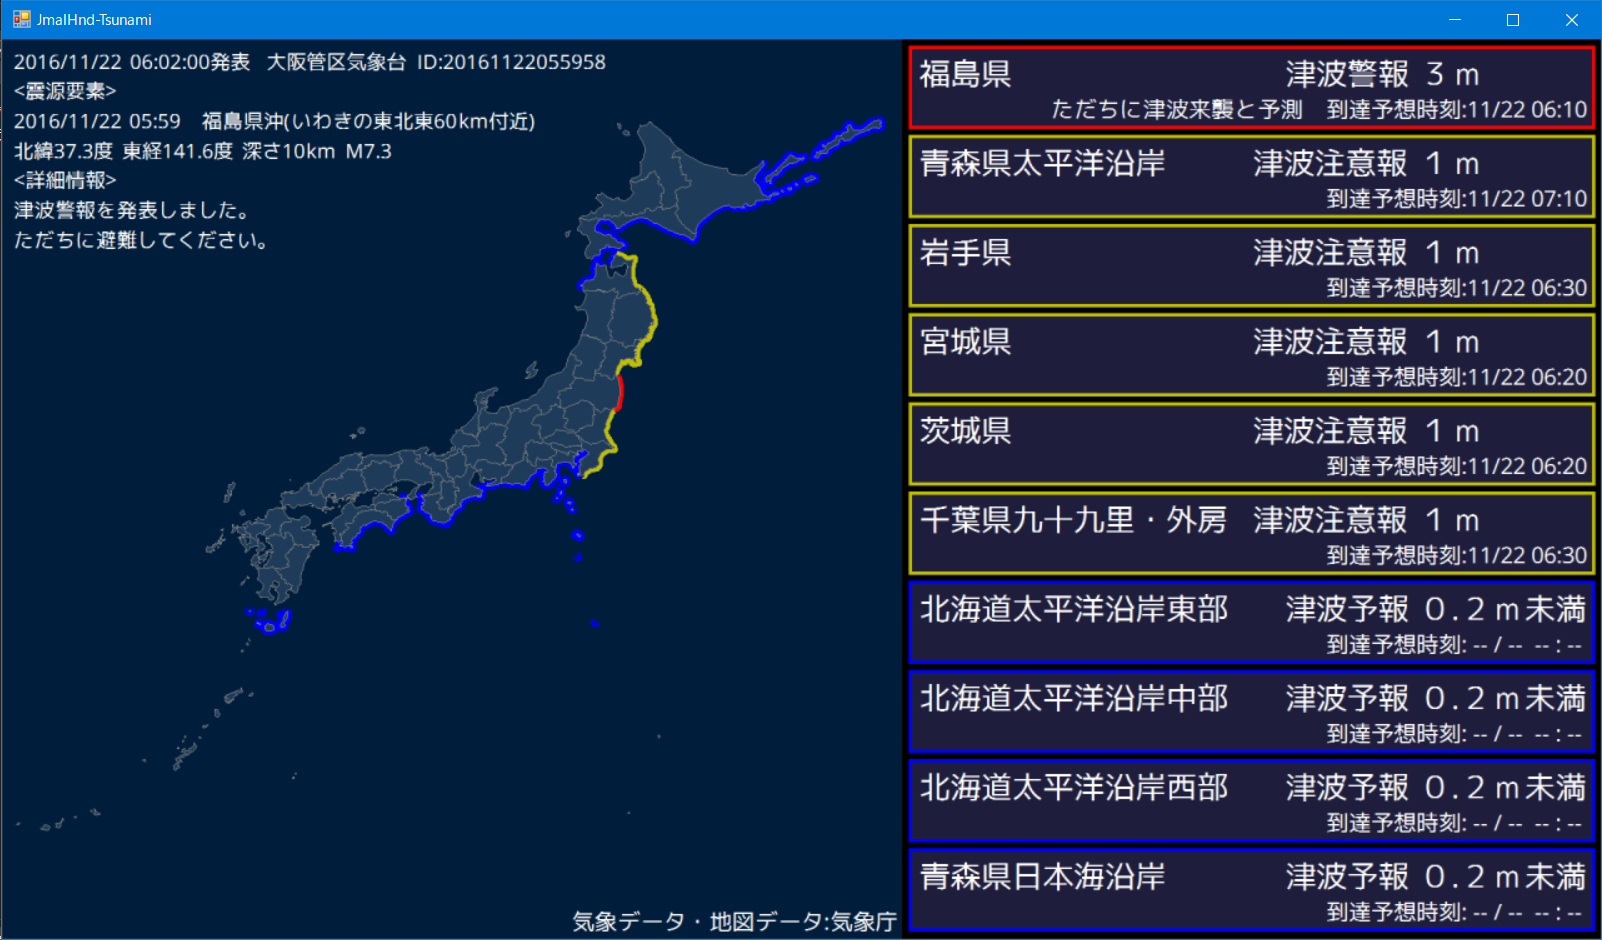 JmalHnd-Tsunami
2016/11/22 06:02:00発表 大阪管区気象台 ID:20161122055958
<震源要素>
2016/11/22 05:59 福島県沖(いわきの東北東60km付近)
北緯37.3度 東経141.6度 深さ10km M7.3
<詳細情報>
津波警報を発表しました。
ただちに避難してください。
気象データ・地図データ:気象庁
福島県 津波警報 3m
ただちに津波来襲と予測 到達予想時刻:11/22 06:10
青森県太平洋沿岸 津波注意報 1m
到達予想時刻:11/22 07:10
岩手県 津波注意報 1m
到達予想時刻:11/22 06:30
宮城県 津波注意報 1m
到達予想時刻:11/22 06:20
茨城県 津波注意報 1m
到達予想時刻:11/22 06:20
千葉県九十九里・外房 津波注意報 1m
到達予想時刻:11/22 06:30
北海道太平洋沿岸東部 津波予報 0.2m未満
到達予想時刻: -- / -- -- : --
北海道太平洋沿岸中部 津波予報 0.2m未満
到達予想時刻: -- / -- -- : --
北海道太平洋沿岸西部 津波予報 0.2m未満
到達予想時刻: -- / -- -- : --
青森県日本海沿岸 津波予報 0.2m未満
到達予想時刻: -- / -- -- : --